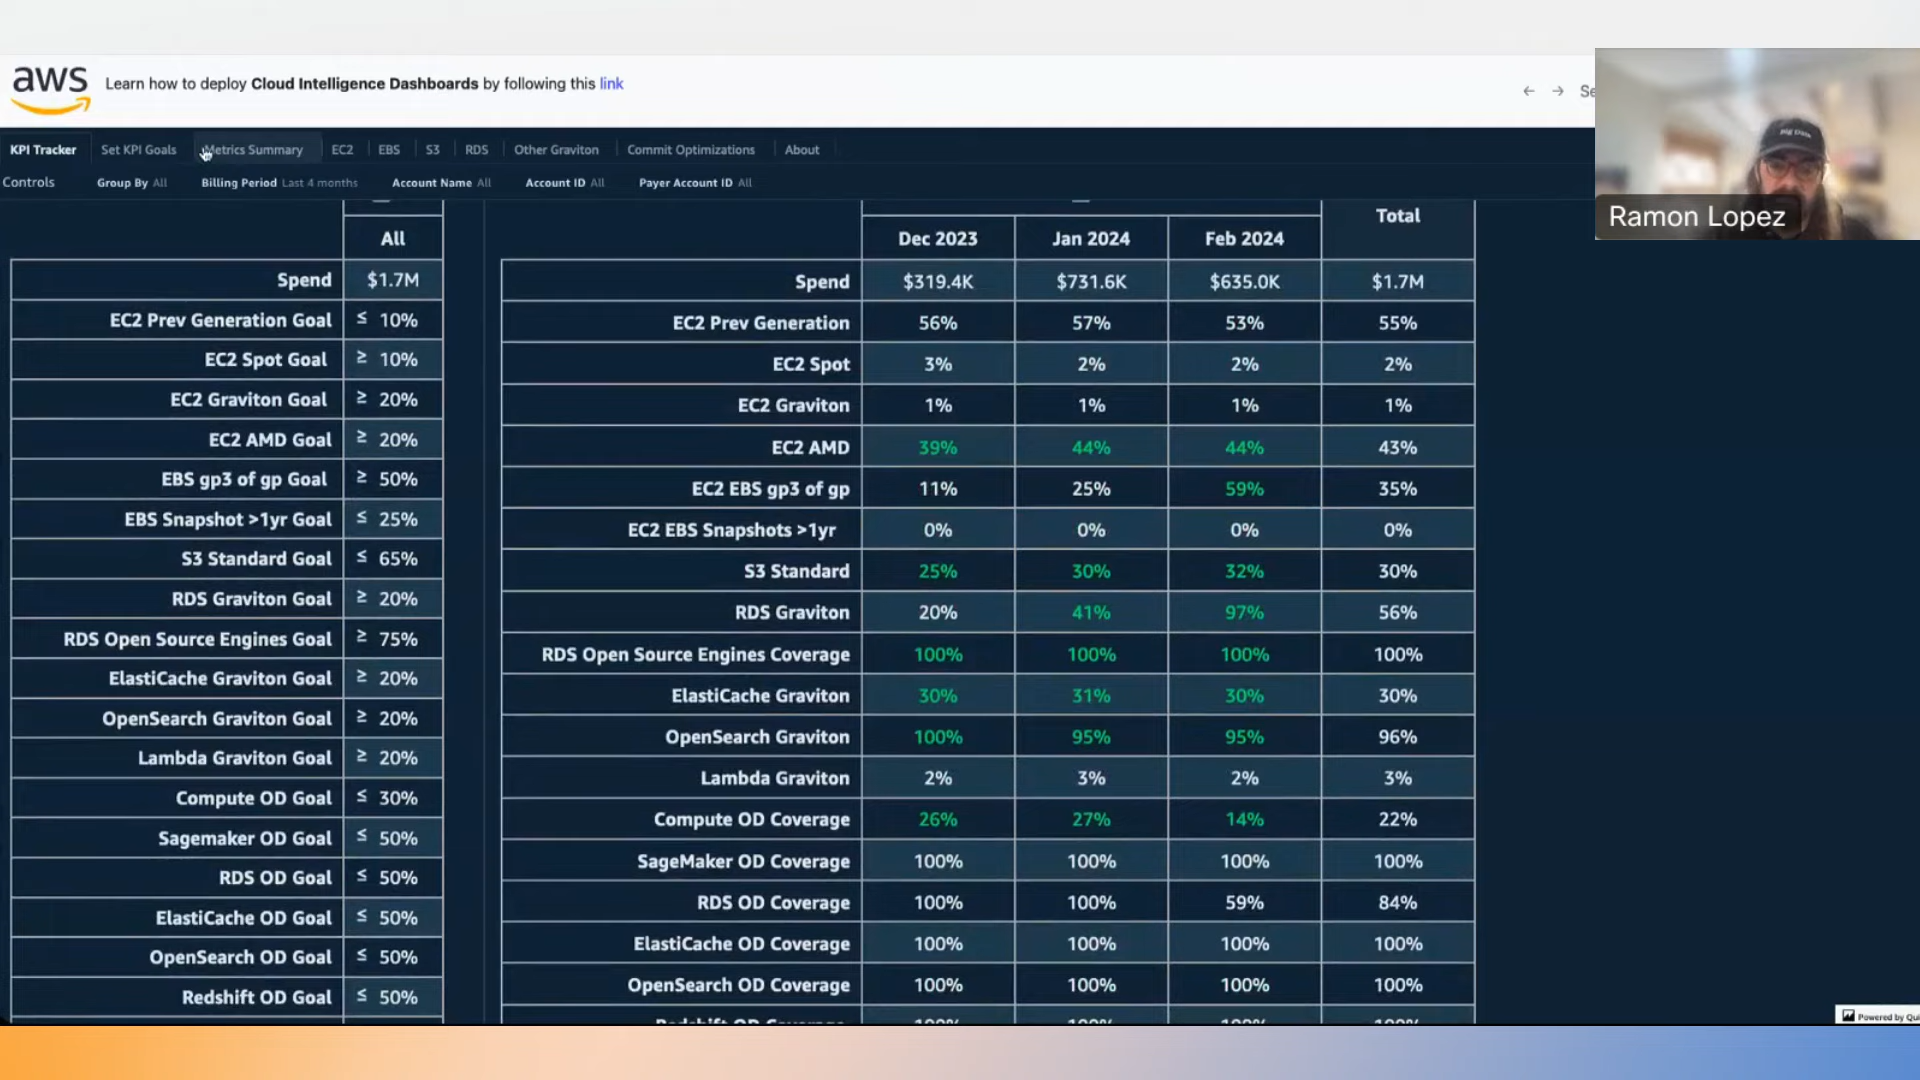 aws
Learn how to deploy Cloud Intelligence Dashboards by following this link
← → Se
Ramon Lopez
KPI Tracker Set KPI Goals Metrics Summary EC2 EBS S3 RDS Other Graviton Commit Optimizations About
Controls Group By All Billing Period Last 4 months Account Name All Account ID All Payer Account ID All
All
Spend $1.7M
EC2 Prev Generation Goal ≤ 10%
EC2 Spot Goal ≥ 10%
EC2 Graviton Goal ≥ 20%
EC2 AMD Goal ≥ 20%
EBS gp3 of gp Goal ≥ 50%
EBS Snapshot >1yr Goal ≤ 25%
S3 Standard Goal ≤ 65%
RDS Graviton Goal ≥ 20%
RDS Open Source Engines Goal ≥ 75%
ElastiCache Graviton Goal ≥ 20%
OpenSearch Graviton Goal ≥ 20%
Lambda Graviton Goal ≥ 20%
Compute OD Goal ≤ 30%
Sagemaker OD Goal ≤ 50%
RDS OD Goal ≤ 50%
ElastiCache OD Goal ≤ 50%
OpenSearch OD Goal ≤ 50%
Redshift OD Goal ≤ 50%
Dec 2023 Jan 2024 Feb 2024 Total
Spend $319.4K $731.6K $635.0K $1.7M
EC2 Prev Generation 56% 57% 53% 55%
EC2 Spot 3% 2% 2% 2%
EC2 Graviton 1% 1% 1% 1%
EC2 AMD 39% 44% 44% 43%
EC2 EBS gp3 of gp 11% 25% 59% 35%
EC2 EBS Snapshots >1yr 0% 0% 0% 0%
S3 Standard 25% 30% 32% 30%
RDS Graviton 20% 41% 97% 56%
RDS Open Source Engines Coverage 100% 100% 100% 100%
ElastiCache Graviton 30% 31% 30% 30%
OpenSearch Graviton 100% 95% 95% 96%
Lambda Graviton 2% 3% 2% 3%
Compute OD Coverage 26% 27% 14% 22%
SageMaker OD Coverage 100% 100% 100% 100%
RDS OD Coverage 100% 100% 59% 84%
ElastiCache OD Coverage 100% 100% 100% 100%
OpenSearch OD Coverage 100% 100% 100% 100%
Redshift OD Coverage 100% 100% 100% 100%
Powered by Qui